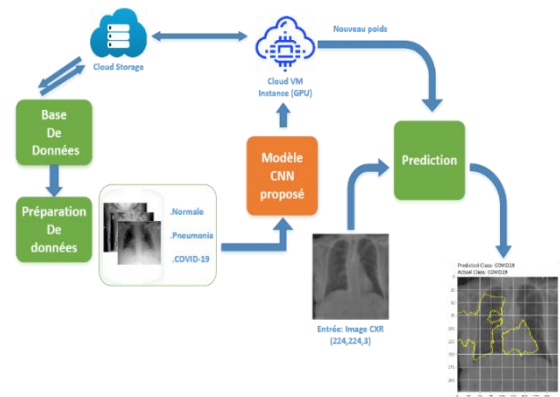 Cloud Storage
Cloud VM
Instance (GPU)
Nouveau poids
Base
De
Données
Modèle
CNN
proposé
Prediction
Préparation
De
données
.Normale
.Pneumonia
.COVID-19
Entrée: Image CXR
(224,224,3)
Predicted Class: COVID19
Actual Class: COVID19